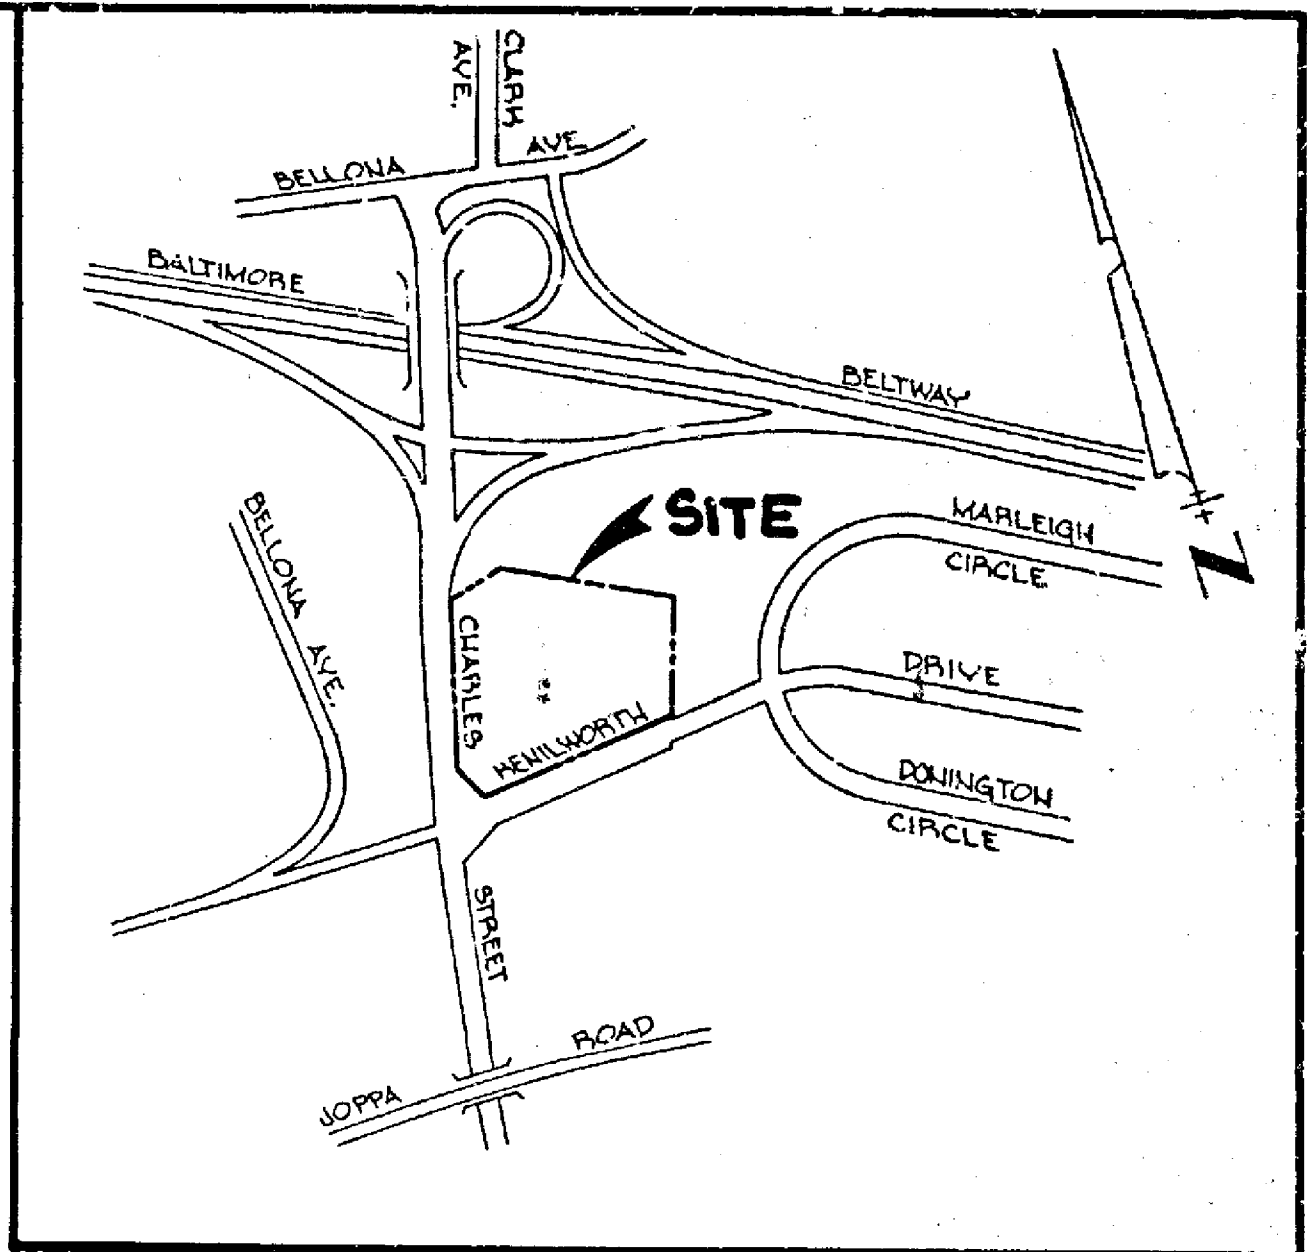 CLARK
AVE.
BELLONA AVE
BALTIMORE
BELTWAY
SITE
MARLEIGH
CIRCLE
BELLONA AVE.
CHARLES
KENILWORTH
DRIVE
DONINGTON
CIRCLE
STREET
JOPPA ROAD
N